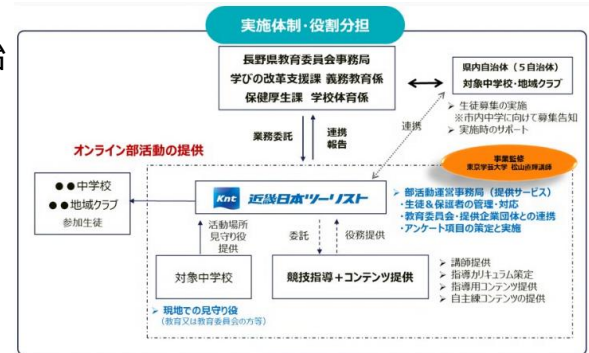 実施体制・役割分担
台
長野県教育委員会事務局
学びの改革支援課 義務教育係
保健厚生課 学校体育係
県内自治体（５自治体）
対象中学校・地域クラブ
➢ 生徒募集の実施
※市内中学に向けて募集告知
➢ 実施時のサポート
業務委託
連携
報告
連携
オンライン部活動の提供
事業監修
東京学芸大学 松山直輝講師
●●中学校
●●地域クラブ
参加生徒
Knt 近畿日本ツーリスト
➢ 部活動運営事務局（提供サービス）
・生徒&保護者の管理・対応
・教育委員会・提供企業団体との連携
・アンケート項目の策定と実施
活動場所
見守り役
提供
委託
役務提供
対象中学校
競技指導＋コンテンツ提供
➢ 講師提供
➢ 指導カリキュラム策定
➢ 指導用コンテンツ提供
➢ 自主練コンテンツの提供
➢ 現地での見守り役
（教育又は教育委員会の方等）